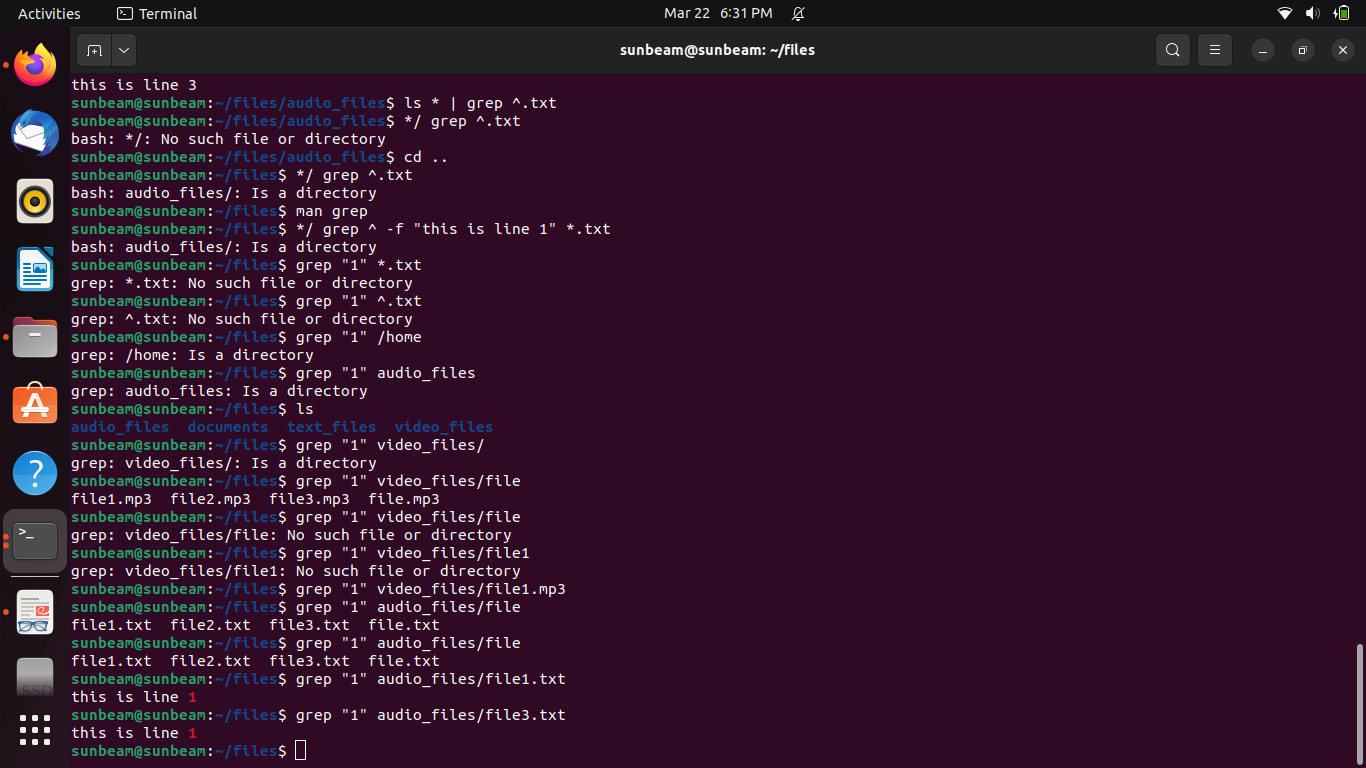 Activities
Terminal
Mar 22 6:31 PM
sunbeam@sunbeam: ~/files
this is line 3
sunbeam@sunbeam:~/files/audio_files$ ls * | grep ^.txt
sunbeam@sunbeam:~/files/audio_files$ */ grep ^.txt
bash: */: No such file or directory
sunbeam@sunbeam:~/files/audio_files$ cd ..
sunbeam@sunbeam:~/files$ */ grep ^.txt
bash: audio_files/: Is a directory
sunbeam@sunbeam:~/files$ man grep
sunbeam@sunbeam:~/files$ */ grep ^ -f "this is line 1" *.txt
bash: audio_files/: Is a directory
sunbeam@sunbeam:~/files$ grep "1" *.txt
grep: *.txt: No such file or directory
sunbeam@sunbeam:~/files$ grep "1" ^.txt
grep: ^.txt: No such file or directory
sunbeam@sunbeam:~/files$ grep "1" /home
grep: /home: Is a directory
sunbeam@sunbeam:~/files$ grep "1" audio_files
grep: audio_files: Is a directory
sunbeam@sunbeam:~/files$ ls
audio_files documents text_files video_files
sunbeam@sunbeam:~/files$ grep "1" video_files/
grep: video_files/: Is a directory
sunbeam@sunbeam:~/files$ grep "1" video_files/file
file1.mp3 file2.mp3 file3.mp3 file.mp3
sunbeam@sunbeam:~/files$ grep "1" video_files/file
grep: video_files/file: No such file or directory
sunbeam@sunbeam:~/files$ grep "1" video_files/file1
grep: video_files/file1: No such file or directory
sunbeam@sunbeam:~/files$ grep "1" video_files/file1.mp3
sunbeam@sunbeam:~/files$ grep "1" audio_files/file
file1.txt file2.txt file3.txt file.txt
sunbeam@sunbeam:~/files$ grep "1" audio_files/file
file1.txt file2.txt file3.txt file.txt
sunbeam@sunbeam:~/files$ grep "1" audio_files/file1.txt
this is line 1
sunbeam@sunbeam:~/files$ grep "1" audio_files/file3.txt
this is line 1
sunbeam@sunbeam:~/files$
SSD